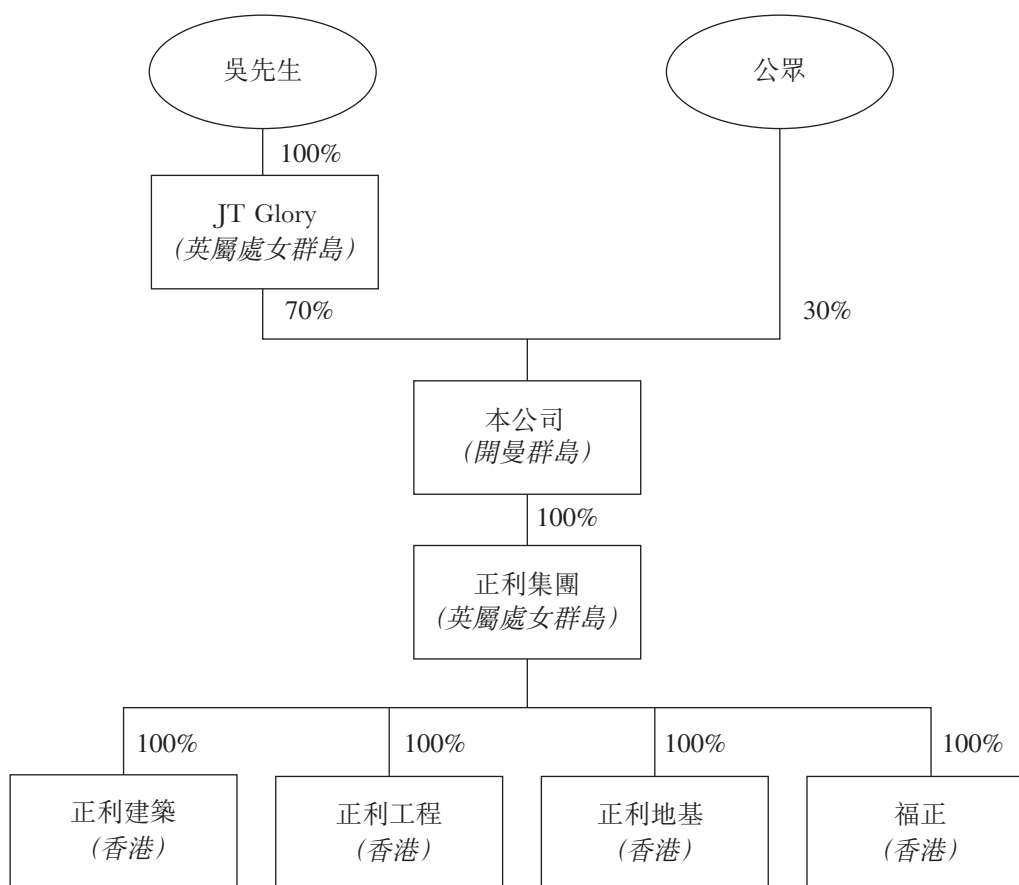 吳先生
公眾
100%
JT Glory
(英屬處女群島)
70%
30%
本公司
(開曼群島)
100%
正利集團
(英屬處女群島)
100%
100%
100%
100%
正利建築
(香港)
正利工程
(香港)
正利地基
(香港)
福正
(香港)